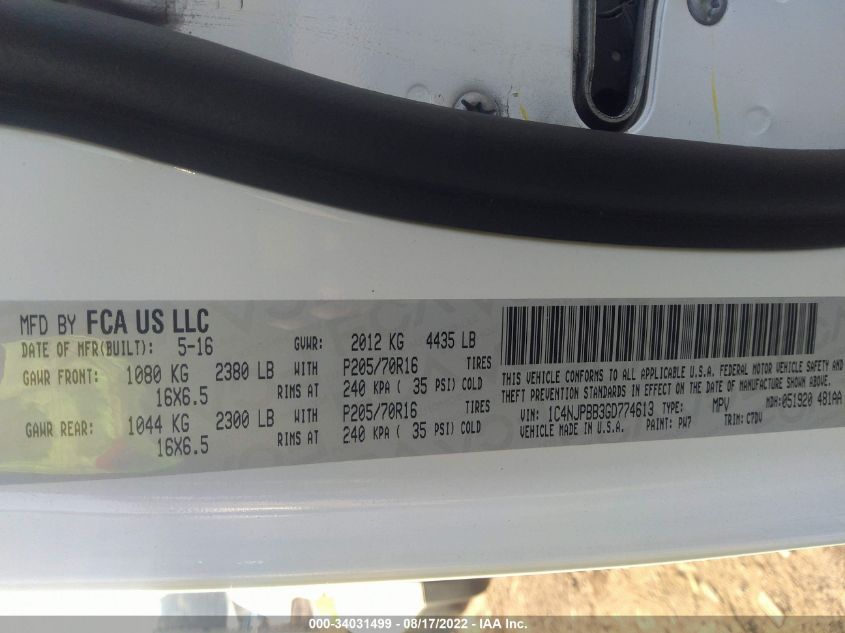 MFD BY FCA US LLC
DATE OF MFR(BUILT): 5-16 GVWR: 2012 KG 4435 LB
GAWR FRONT: 1080 KG 2380 LB WITH P205/70R16 TIRES
16X6.5 RIMS AT 240 KPA ( 35 PSI) COLD
GAWR REAR: 1044 KG 2300 LB WITH P205/70R16 TIRES
16X6.5 RIMS AT 240 KPA ( 35 PSI) COLD
THIS VEHICLE CONFORMS TO ALL APPLICABLE U.S.A. FEDERAL MOTOR VEHICLE SAFETY AND
THEFT PREVENTION STANDARDS IN EFFECT ON THE DATE OF MANUFACTURE SHOWN ABOVE.
VIN: 1C4NJPBB3GD774613 TYPE: MPV MDH: 051920 481AA
VEHICLE MADE IN U.S.A. PAINT: PW7 TRIM: C7DV
000-34031499 - 08/17/2022 - IAA Inc.